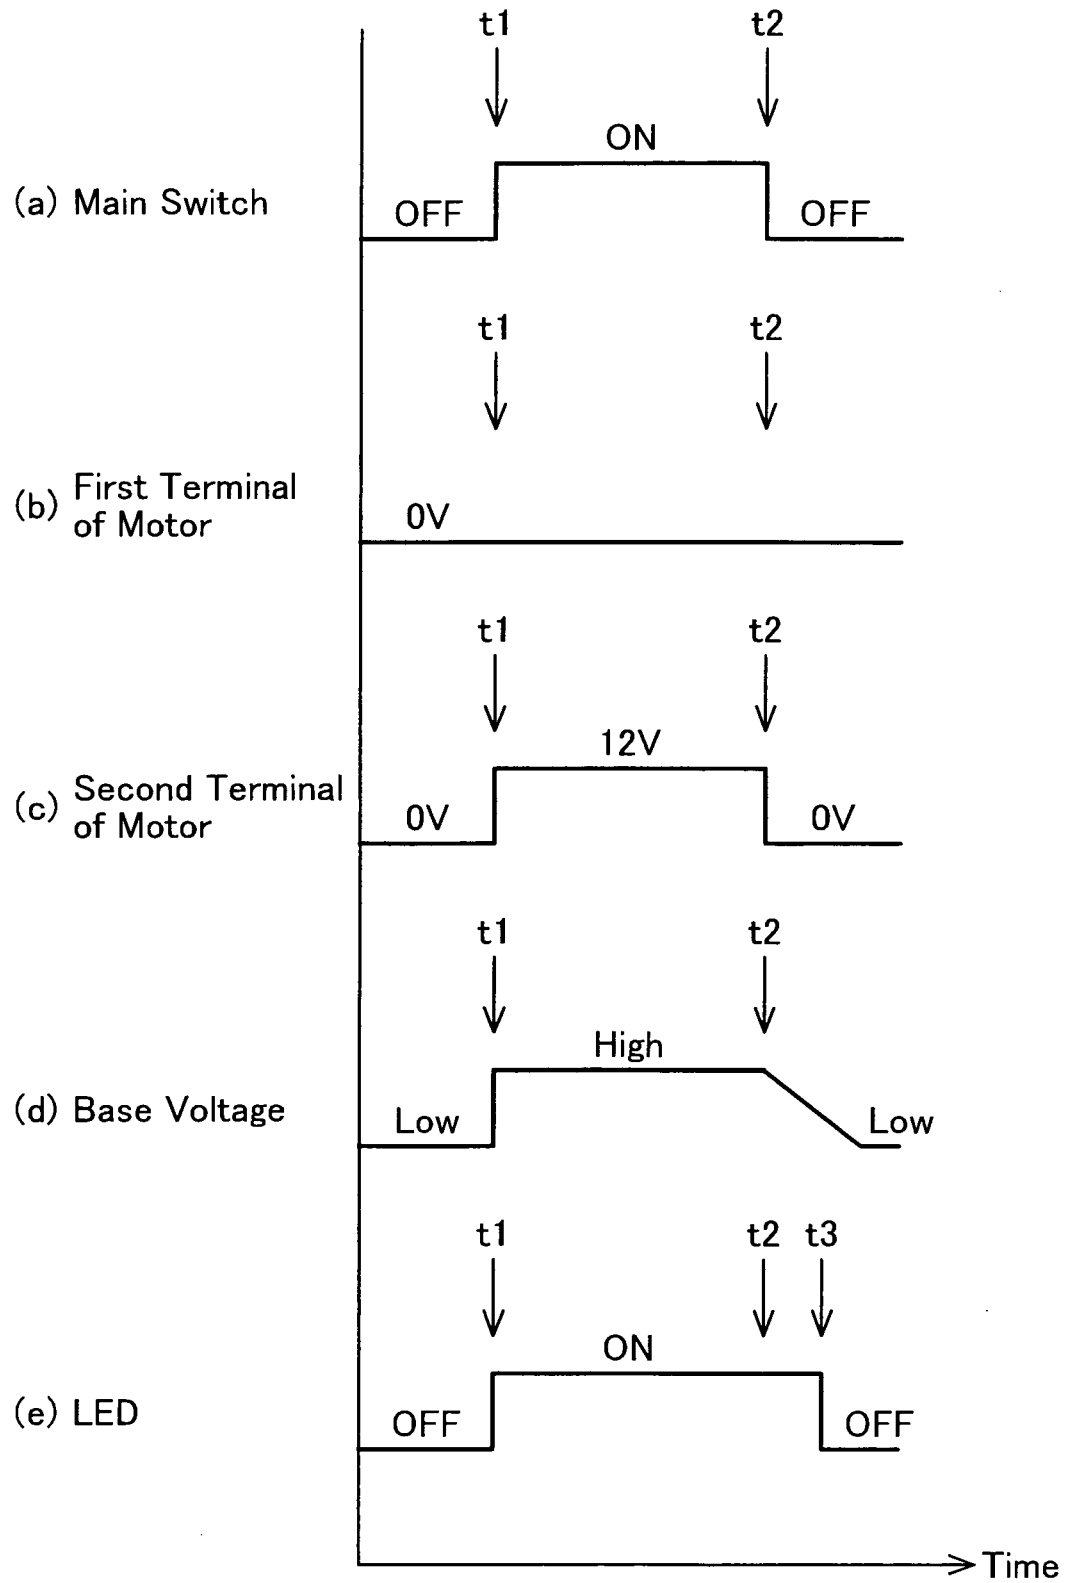 t1 t2
ON
(a) Main Switch
OFF OFF
t1 t2
(b) First Terminal
of Motor
0V
t1 t2
12V
(c) Second Terminal
of Motor
0V 0V
t1 t2
High
(d) Base Voltage
Low Low
t1 t2 t3
ON
(e) LED
OFF OFF
Time